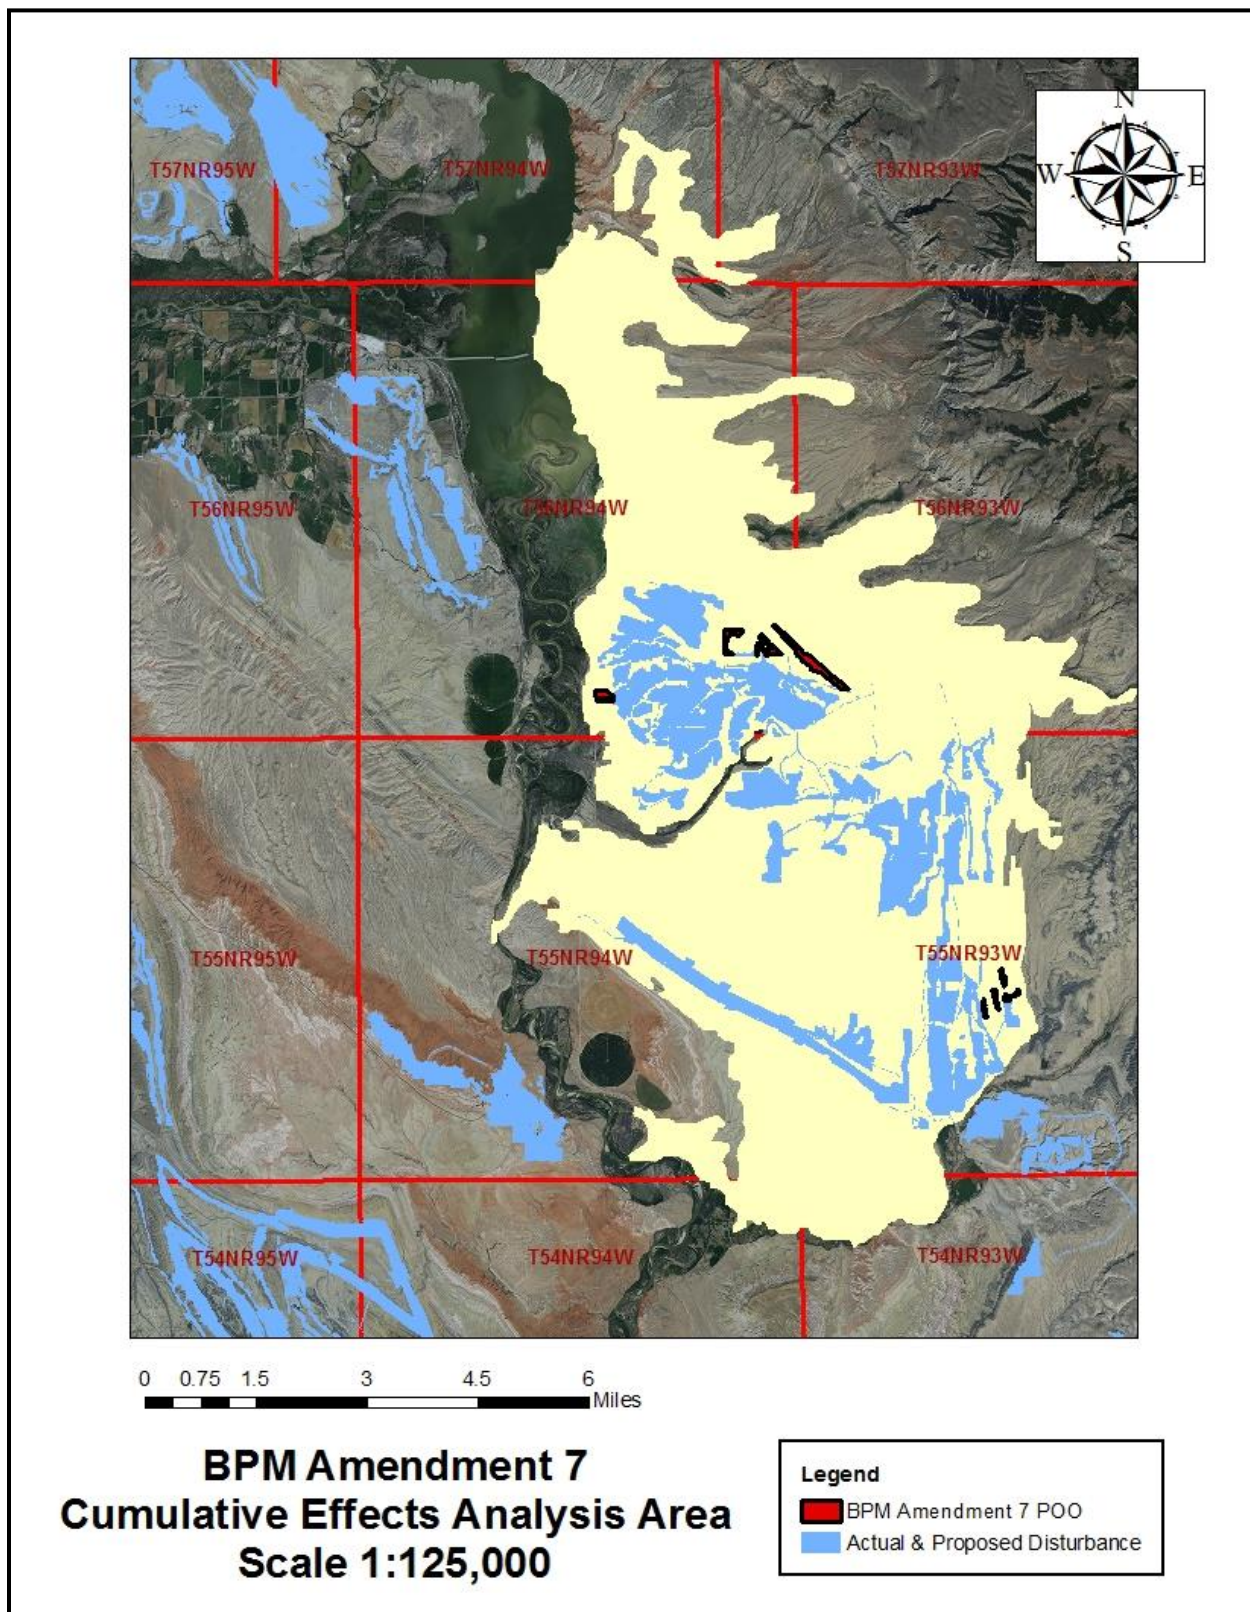 N
W E
S
T57NR95W T57NR94W T57NR93W
T56NR95W T56NR94W T56NR93W
T55NR95W T55NR94W T55NR93W
T54NR95W T54NR94W T54NR93W
0 0.75 1.5 3 4.5 6
Miles
BPM Amendment 7
Cumulative Effects Analysis Area
Scale 1:125,000
Legend
BPM Amendment 7 POO
Actual & Proposed Disturbance